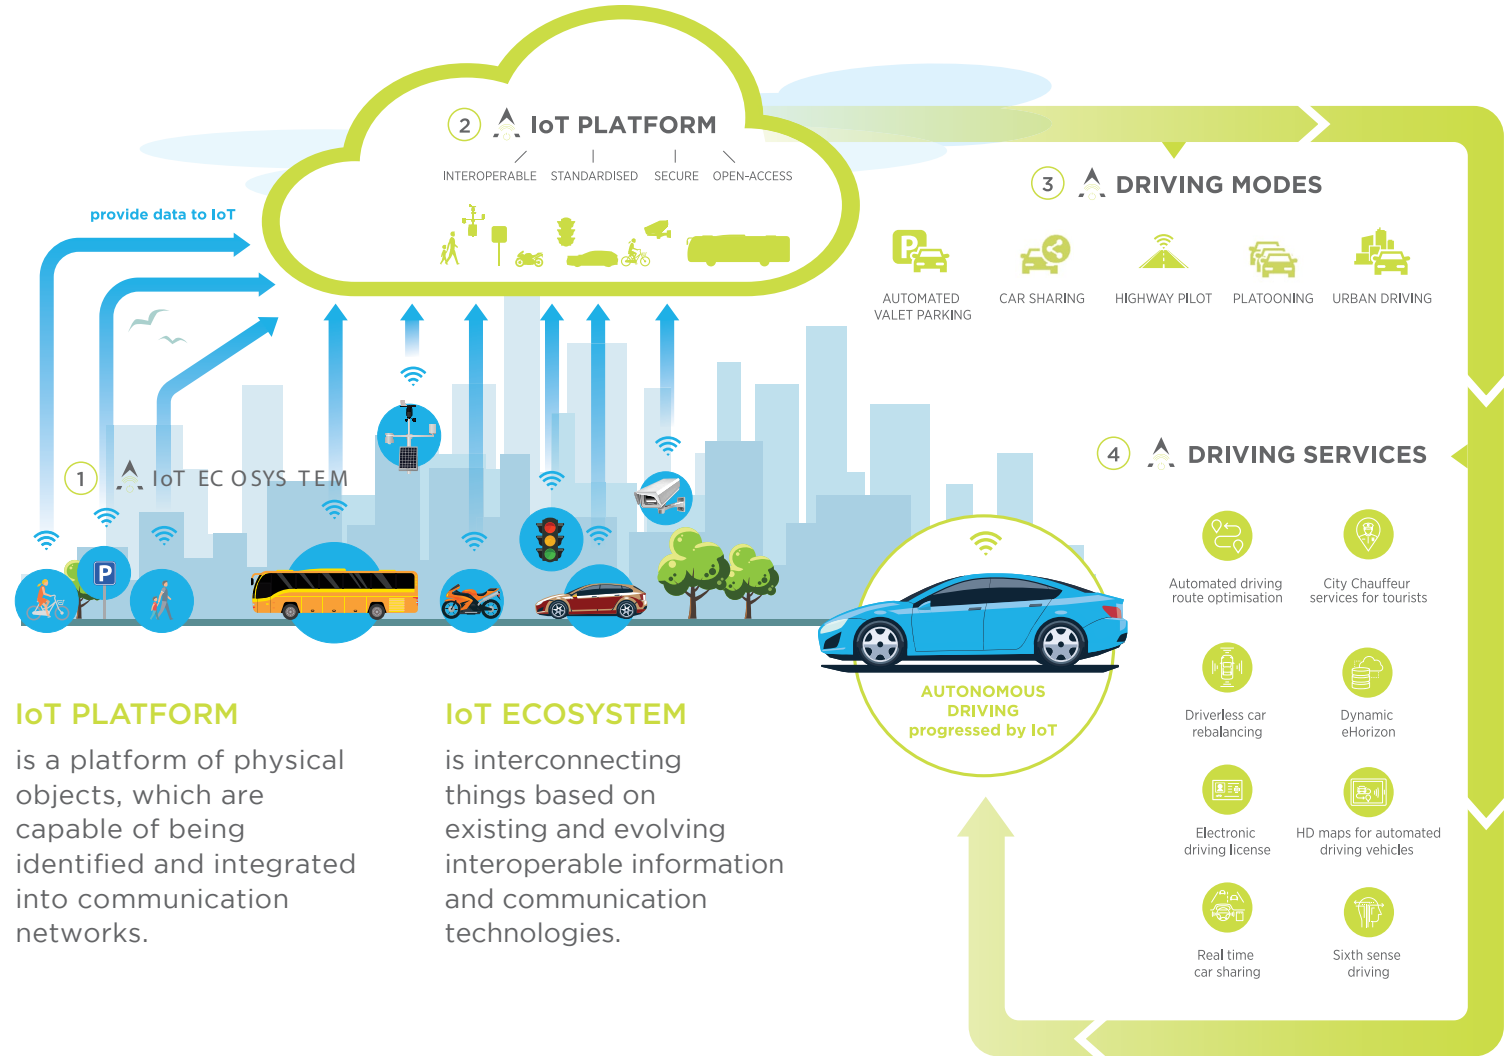 2 IoT PLATFORM
INTEROPERABLE STANDARDISED SECURE OPEN-ACCESS
provide data to IoT
1 IoT EC OSYS TEM
P
3 DRIVING MODES
P
AUTOMATED
VALET PARKING
CAR SHARING
HIGHWAY PILOT
PLATOONING
URBAN DRIVING
4 DRIVING SERVICES
Automated driving
route optimisation
City Chauffeur
services for tourists
Driverless car
rebalancing
Dynamic
eHorizon
Electronic
driving license
HD maps for automated
driving vehicles
Real time
car sharing
Sixth sense
driving
AUTONOMOUS
DRIVING
progressed by IoT
IoT PLATFORM
is a platform of physical
objects, which are
capable of being
identified and integrated
into communication
networks.
IoT ECOSYSTEM
is interconnecting
things based on
existing and evolving
interoperable information
and communication
technologies.